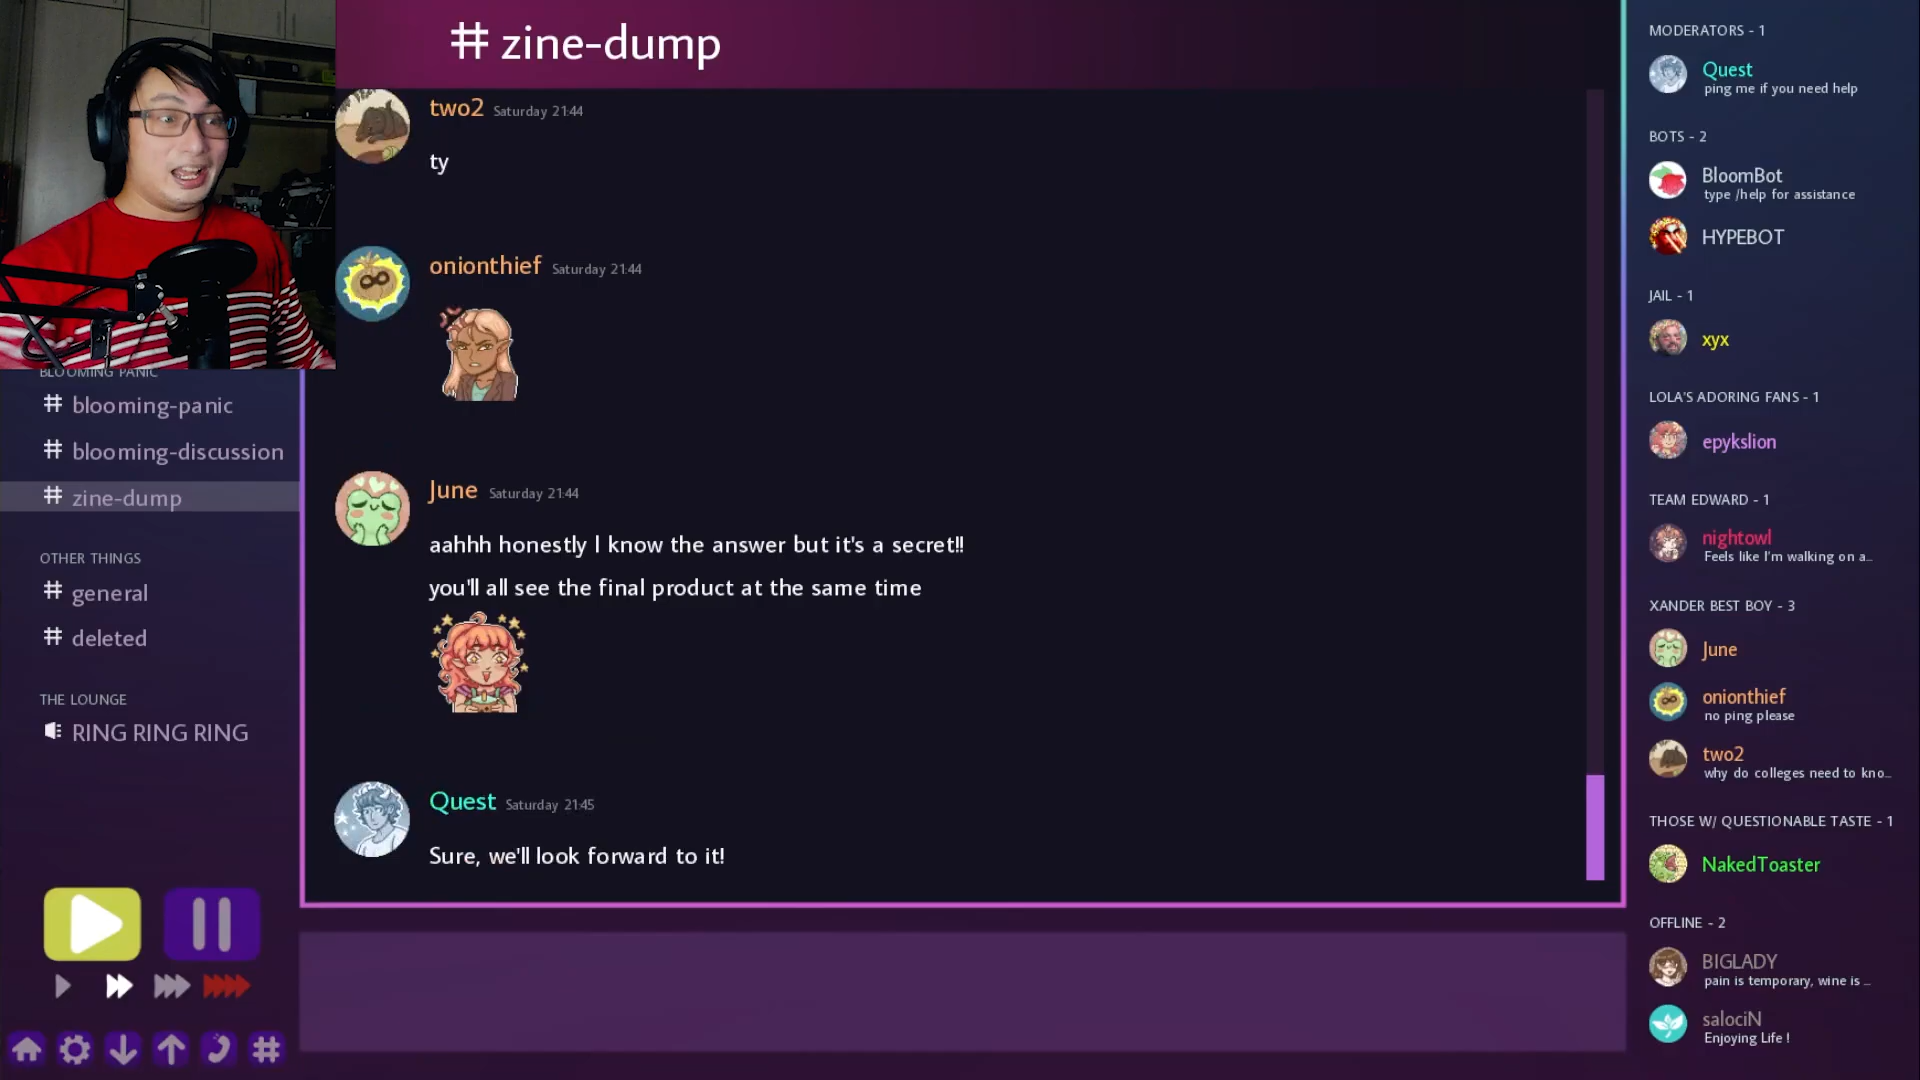 # zine-dump
two2 Saturday 21:44
ty
onionthief Saturday 21:44
June Saturday 21:44
aahhh honestly I know the answer but it's a secret!!
you'll all see the final product at the same time
Quest Saturday 21:45
Sure, we'll look forward to it!
BLOOMING PANIC
# blooming-panic
# blooming-discussion
# zine-dump
OTHER THINGS
# general
# deleted
THE LOUNGE
RING RING RING
MODERATORS - 1
Quest
ping me if you need help
BOTS - 2
BloomBot
type /help for assistance
HYPEBOT
JAIL - 1
xyx
LOLA'S ADORING FANS - 1
epykslion
TEAM EDWARD - 1
nightowl
Feels like I'm walking on a...
XANDER BEST BOY - 3
June
onionthief
no ping please
two2
why do colleges need to kno...
THOSE W/ QUESTIONABLE TASTE - 1
NakedToaster
OFFLINE - 2
BIGLADY
pain is temporary, wine is ...
salociN
Enjoying Life !